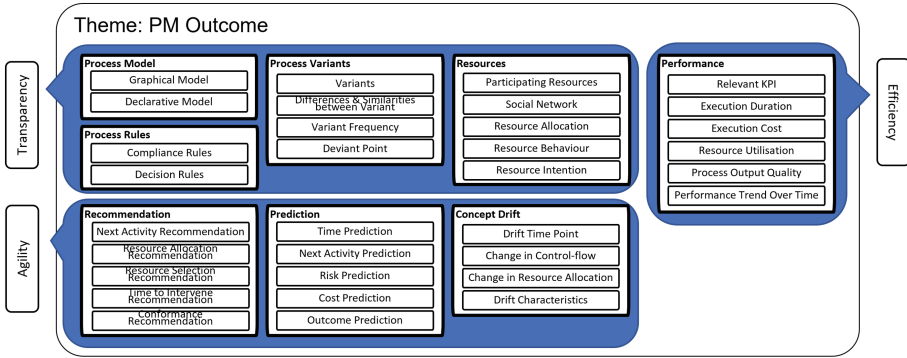 Theme: PM Outcome
Transparency
Process Model
Graphical Model
Declarative Model
Process Rules
Compliance Rules
Decision Rules
Process Variants
Variants
Differences & Similarities
between Variant
Variant Frequency
Deviant Point
Resources
Participating Resources
Social Network
Resource Allocation
Resource Behaviour
Resource Intention
Performance
Relevant KPI
Execution Duration
Execution Cost
Resource Utilisation
Process Output Quality
Performance Trend Over Time
Efficiency
Agility
Recommendation
Next Activity Recommendation
Resource Allocation
Recommendation
Resource Selection
Recommendation
Time to Intervene
Recommendation
Conformance
Recommendation
Prediction
Time Prediction
Next Activity Prediction
Risk Prediction
Cost Prediction
Outcome Prediction
Concept Drift
Drift Time Point
Change in Control-flow
Change in Resource Allocation
Drift Characteristics